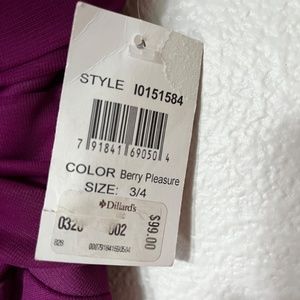 STYLE I0151584
7 91841 69050 4
COLOR Berry Pleasure
SIZE: 3/4
Dillard's
$99.00